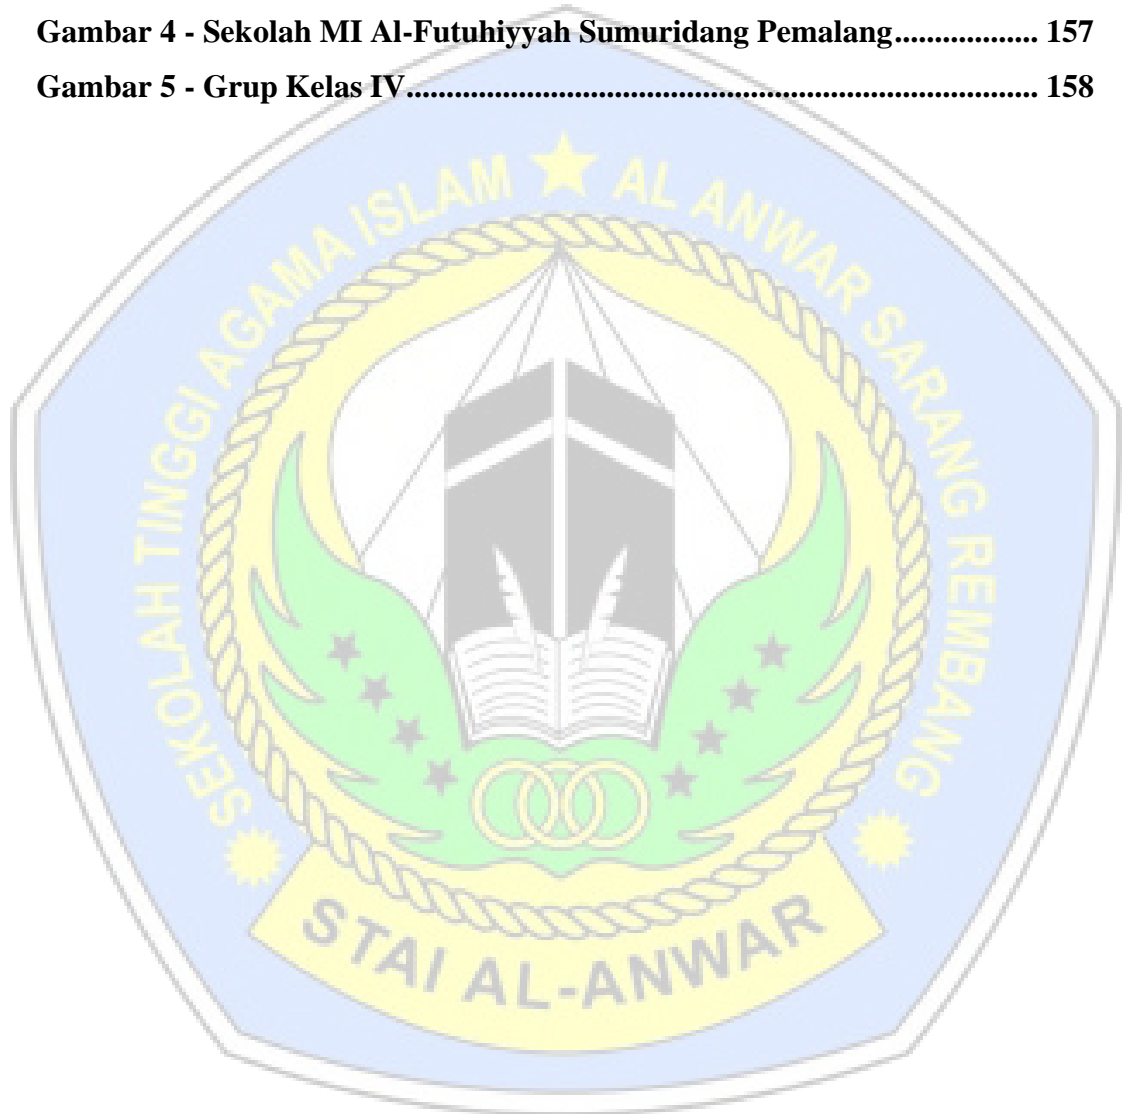 Gambar 4 - Sekolah MI Al-Futuhiyyah Sumuridang Pemalang.................. 157
Gambar 5 - Grup Kelas IV............................................................................... 158
SEKOLAH TINGGI AGAMA ISLAM ★ AL ANWAR SARANG REMBANG
STAI AL-ANWAR